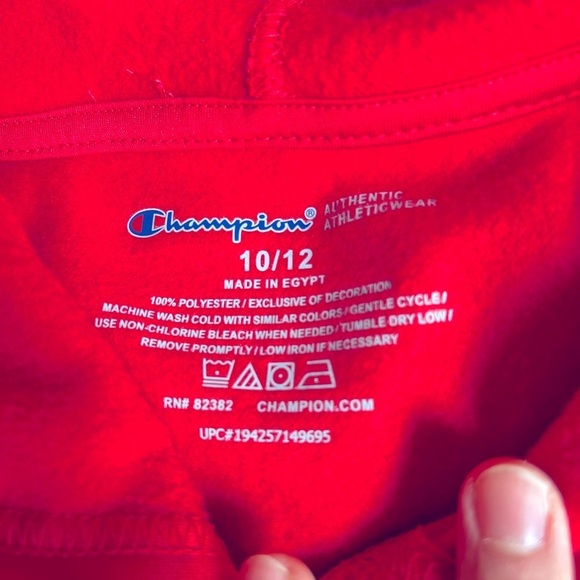 Champion® AUTHENTIC
ATHLETICWEAR
10/12
MADE IN EGYPT
100% POLYESTER / EXCLUSIVE OF DECORATION
MACHINE WASH COLD WITH SIMILAR COLORS / GENTLE CYCLE /
USE NON-CHLORINE BLEACH WHEN NEEDED / TUMBLE DRY LOW /
REMOVE PROMPTLY / LOW IRON IF NECESSARY
RN# 82382 CHAMPION.COM
UPC#194257149695